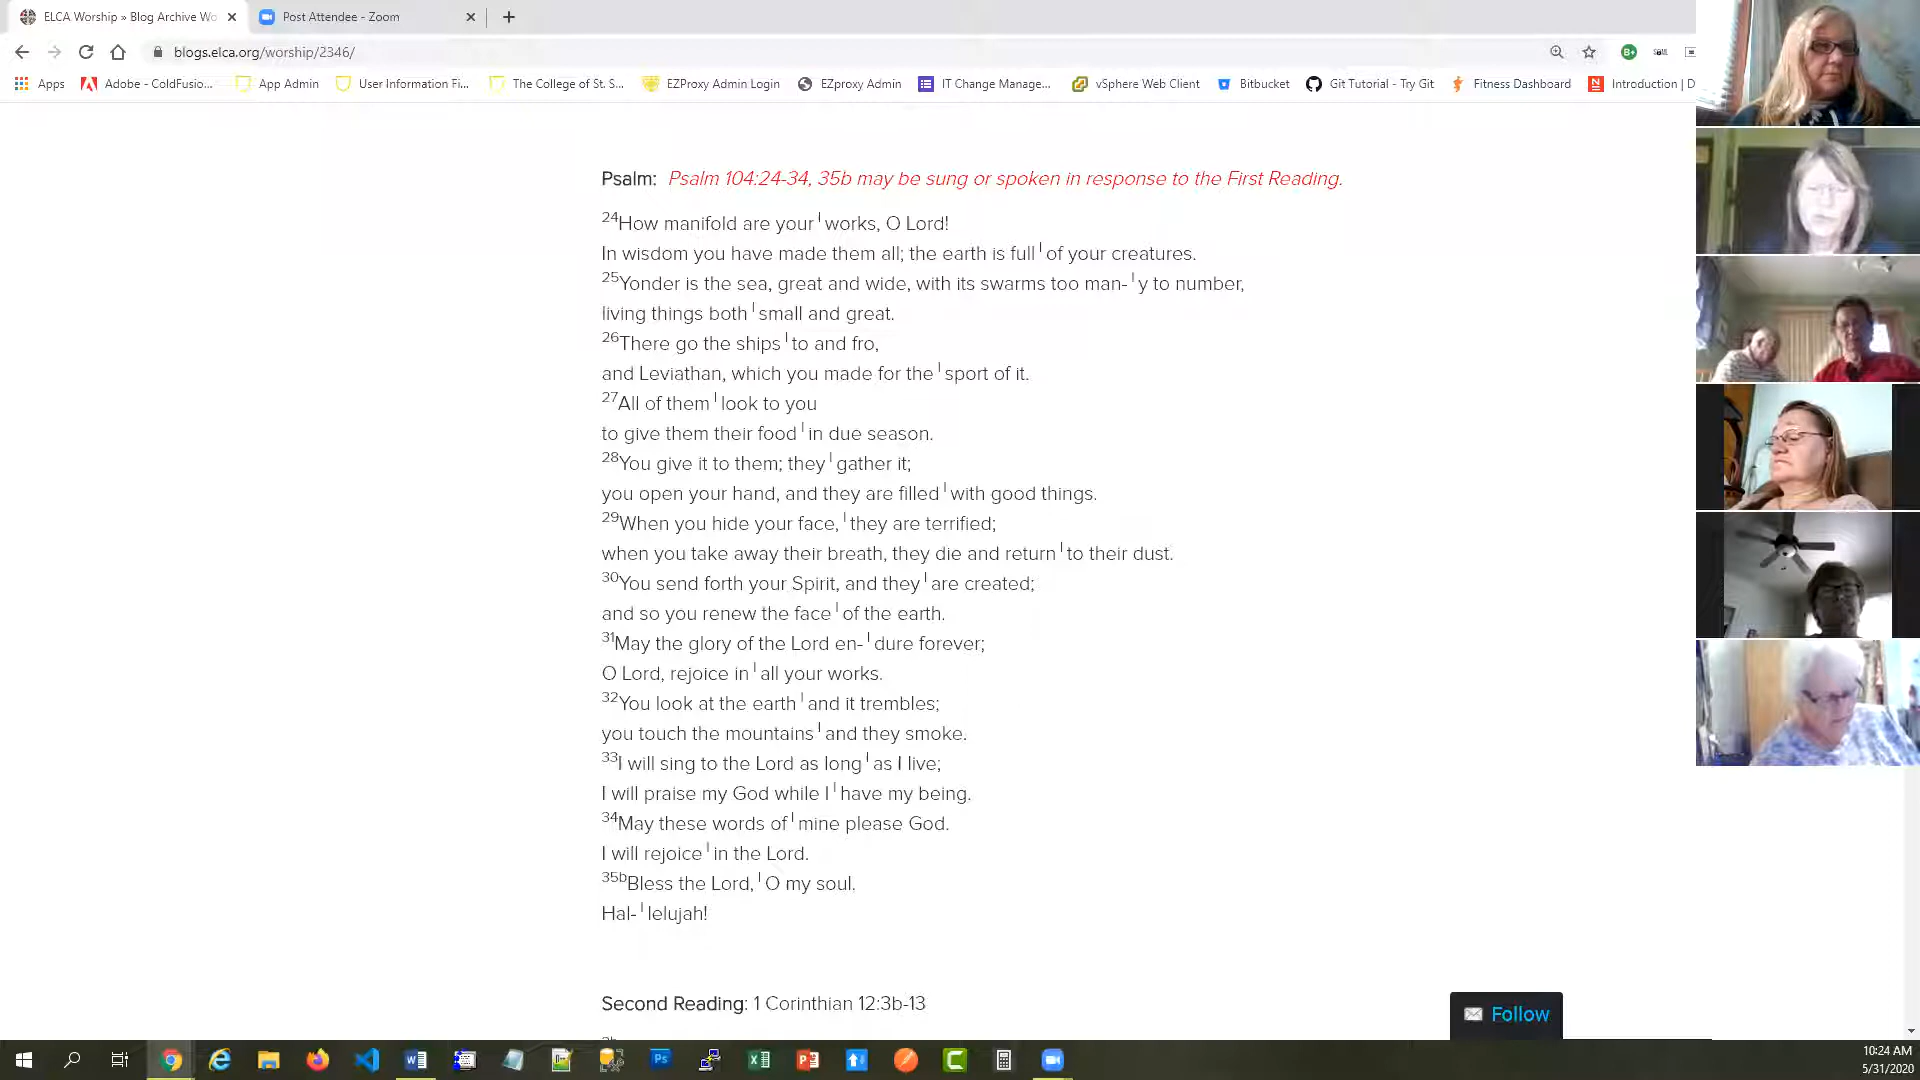 ELCA Worship » Blog Archive Wo
Post Attendee - Zoom
blogs.elca.org/worship/2346/
Apps
Adobe - ColdFusio...
App Admin
User Information Fi...
The College of St. S...
EZProxy Admin Login
EZproxy Admin
IT Change Manage...
vSphere Web Client
Bitbucket
Git Tutorial - Try Git
Fitness Dashboard
Introduction | D
Psalm: Psalm 104:24-34, 35b may be sung or spoken in response to the First Reading.
24How manifold are your | works, O Lord!
In wisdom you have made them all; the earth is full | of your creatures.
25Yonder is the sea, great and wide, with its swarms too man- | y to number,
living things both | small and great.
26There go the ships | to and fro,
and Leviathan, which you made for the | sport of it.
27All of them | look to you
to give them their food | in due season.
28You give it to them; they | gather it;
you open your hand, and they are filled | with good things.
29When you hide your face, | they are terrified;
when you take away their breath, they die and return | to their dust.
30You send forth your Spirit, and they | are created;
and so you renew the face | of the earth.
31May the glory of the Lord en- | dure forever;
O Lord, rejoice in | all your works.
32You look at the earth | and it trembles;
you touch the mountains | and they smoke.
33I will sing to the Lord as long | as I live;
I will praise my God while I | have my being.
34May these words of | mine please God.
I will rejoice | in the Lord.
35bBless the Lord, | O my soul.
Hal- | lelujah!
Second Reading: 1 Corinthian 12:3b-13
Follow
10:24 AM
5/31/2020